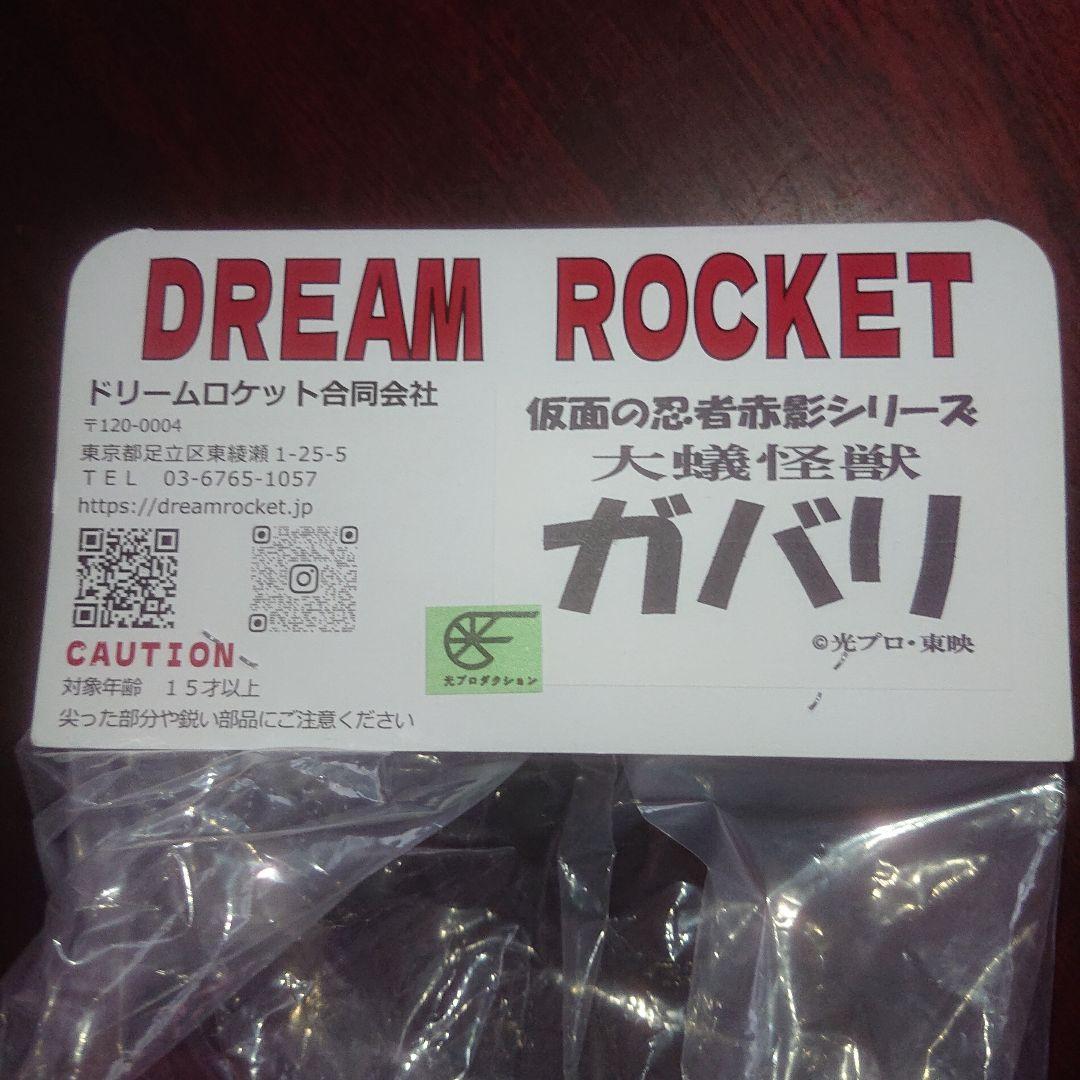 DREAM ROCKET
ドリームロケット合同会社
〒120-0004
東京都足立区東綾瀬1-25-5
TEL 03-6765-1057
https://dreamrocket.jp
CAUTION
対象年齢 15才以上
尖った部分や鋭い部品にご注意ください
仮面の忍者赤影シリーズ
大蟻怪獣
ガバリ
©光プロ・東映
光プロダクション